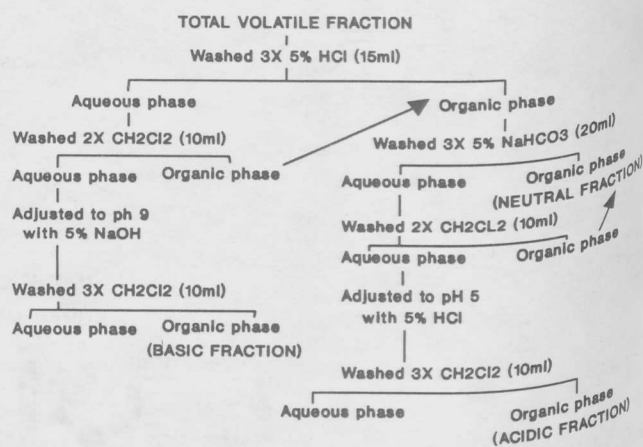 TOTAL VOLATILE FRACTION
Washed 3X 5% HCl (15ml)
Aqueous phase
Organic phase
Washed 2X CH2Cl2 (10ml)
Washed 3X 5% NaHCO3 (20ml)
Aqueous phase
Organic phase
Aqueous phase
Organic phase
(NEUTRAL FRACTION)
Adjusted to ph 9
with 5% NaOH
Washed 2X CH2CL2 (10ml)
Aqueous phase
Organic phase
Washed 3X CH2Cl2 (10ml)
Adjusted to pH 5
with 5% HCl
Aqueous phase
Organic phase
(BASIC FRACTION)
Washed 3X CH2Cl2 (10ml)
Aqueous phase
Organic phase
(ACIDIC FRACTION)